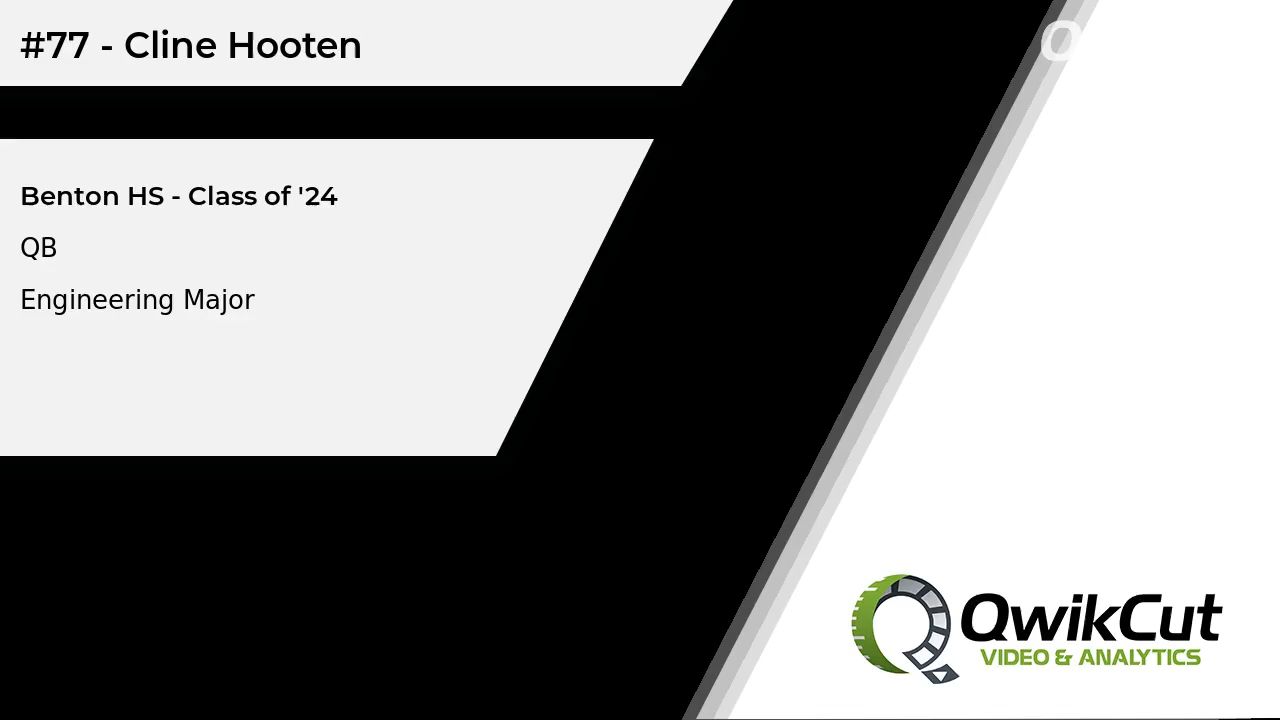 #77 - Cline Hooten
Benton HS - Class of '24
QB
Engineering Major
QwikCut
VIDEO & ANALYTICS